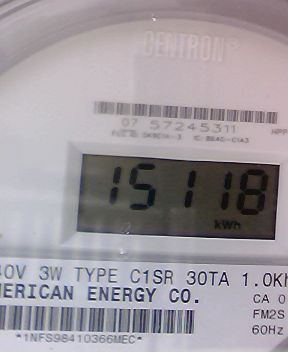 CENTRON®
07 57245311
15118
kWh
40V 3W TYPE C1SR 30TA 1.0Kh
MERICAN ENERGY CO.
CA 0
FM2S
60Hz
*1NFS98410366MEC*